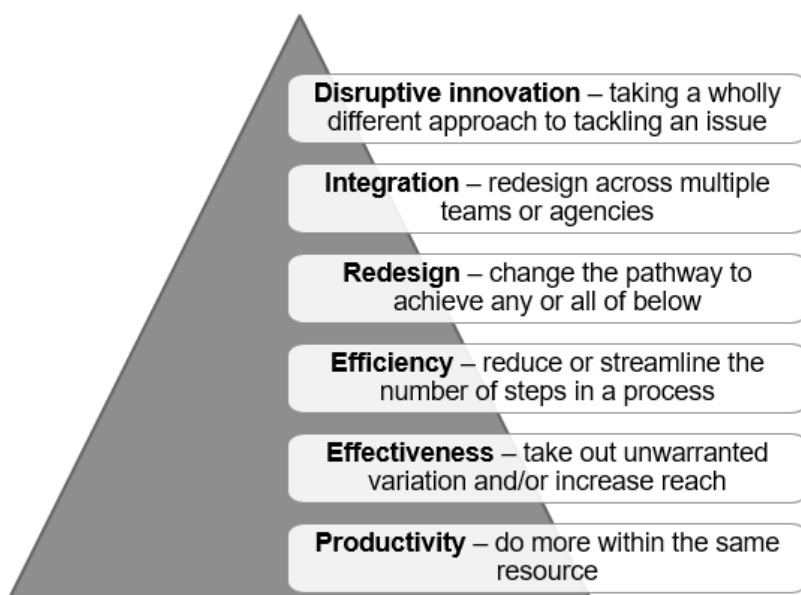 Disruptive innovation – taking a wholly
different approach to tackling an issue
Integration – redesign across multiple
teams or agencies
Redesign – change the pathway to
achieve any or all of below
Efficiency – reduce or streamline the
number of steps in a process
Effectiveness – take out unwarranted
variation and/or increase reach
Productivity – do more within the same
resource